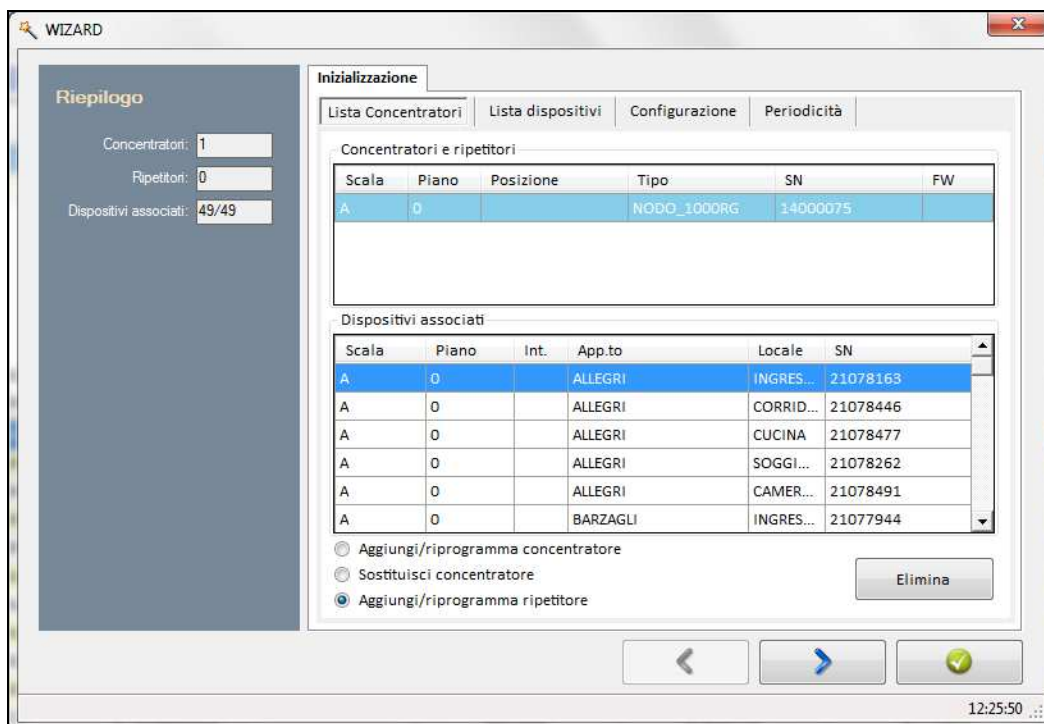 WIZARD
Riepilogo
Concentratori: 1
Ripetitori: 0
Dispositivi associati: 49/49
Inizializzazione
Lista Concentratori Lista dispositivi Configurazione Periodicità
Concentratori e ripetitori
Scala Piano Posizione Tipo SN FW
A 0 NODO_1000RG 14000075
Dispositivi associati
Scala Piano Int. App.to Locale SN
A 0 ALLEGRI INGRES... 21078163
A 0 ALLEGRI CORRID... 21078446
A 0 ALLEGRI CUCINA 21078477
A 0 ALLEGRI SOGGI... 21078262
A 0 ALLEGRI CAMER... 21078491
A 0 BARZAGLI INGRES... 21077944
Aggiungi/riprogramma concentratore
Sostituisci concentratore
Aggiungi/riprogramma ripetitore
Elimina
12:25:50